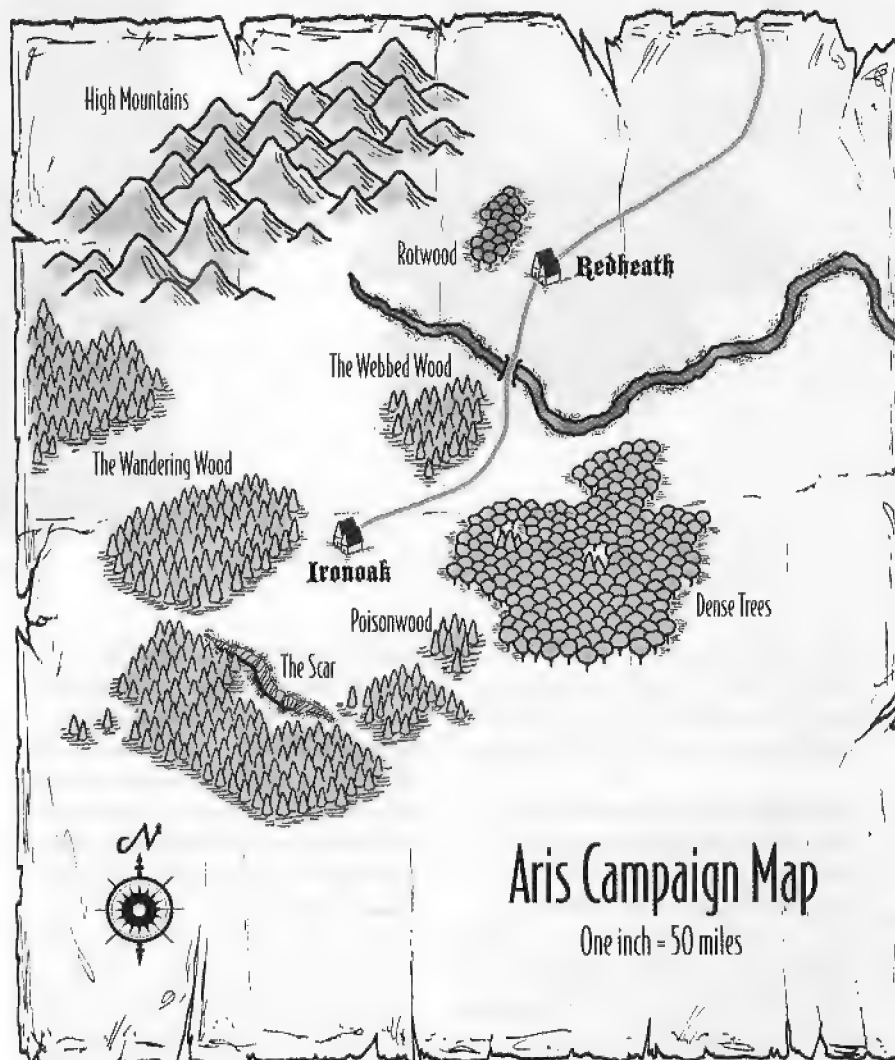 High Mountains
Rotwood
Redheath
The Webbed Wood
The Wandering Wood
Ironoak
Poisonwood
Dense Trees
The Scar
N
Aris Campaign Map
One inch = 50 miles